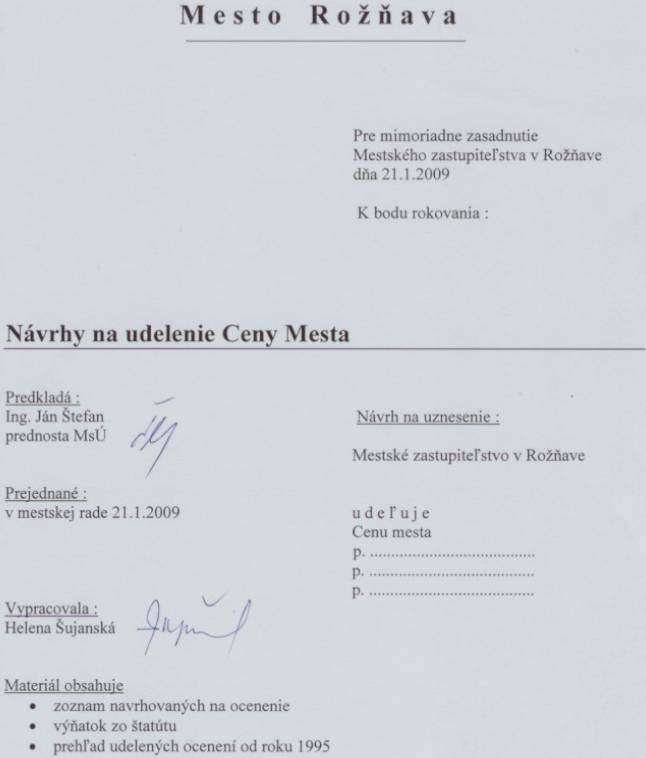 Mesto Rožňava
Pre mimoriadne zasadnutie
Mestského zastupiteľstva v Rožňave
dňa 21.1.2009
K bodu rokovania :
Návrhy na udelenie Ceny Mesta
Predkladá :
Ing. Ján Štefan
prednosta MsÚ
Prejednané :
v mestskej rade 21.1.2009
Vypracovala :
Helena Šujanská
Návrh na uznesenie :
Mestské zastupiteľstvo v Rožňave
u d e ľ u j e
Cenu mesta
p. ......................................
p. ......................................
p. ......................................
Materiál obsahuje
• zoznam navrhovaných na ocenenie
• výňatok zo štatútu
• prehľad udelených ocenení od roku 1995